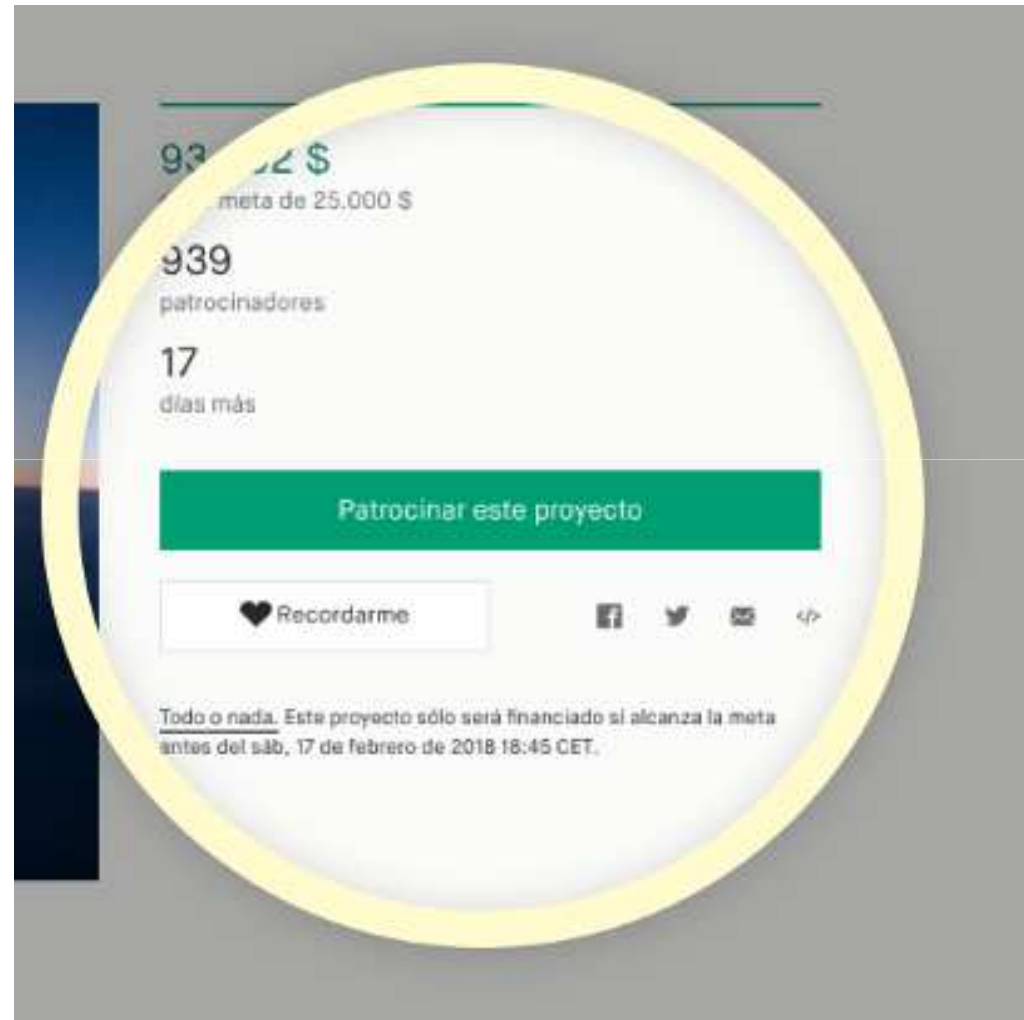 $
meta de 25.000 $
939
patrocinadores
17
días más
Patrocinar este proyecto
Recordarme
</>
Todo o nada. Este proyecto sólo será financiado si alcanza la meta
antes del sáb, 17 de febrero de 2018 18:45 CET.